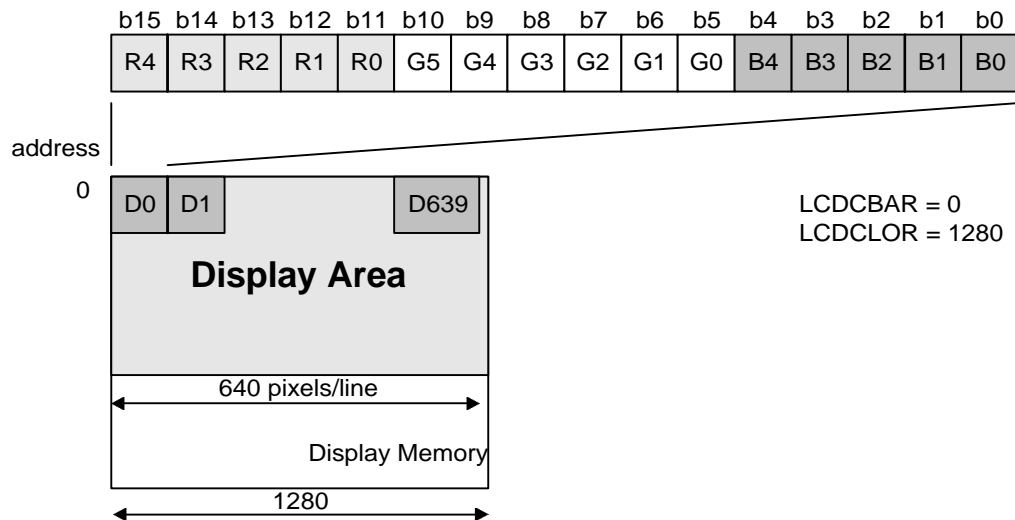 b15 b14 b13 b12 b11 b10 b9 b8 b7 b6 b5 b4 b3 b2 b1 b0
R4 R3 R2 R1 R0 G5 G4 G3 G2 G1 G0 B4 B3 B2 B1 B0
address
0
D0 D1 D639
LCDCBAR = 0
LCDCLOR = 1280
Display Area
640 pixels/line
Display Memory
1280